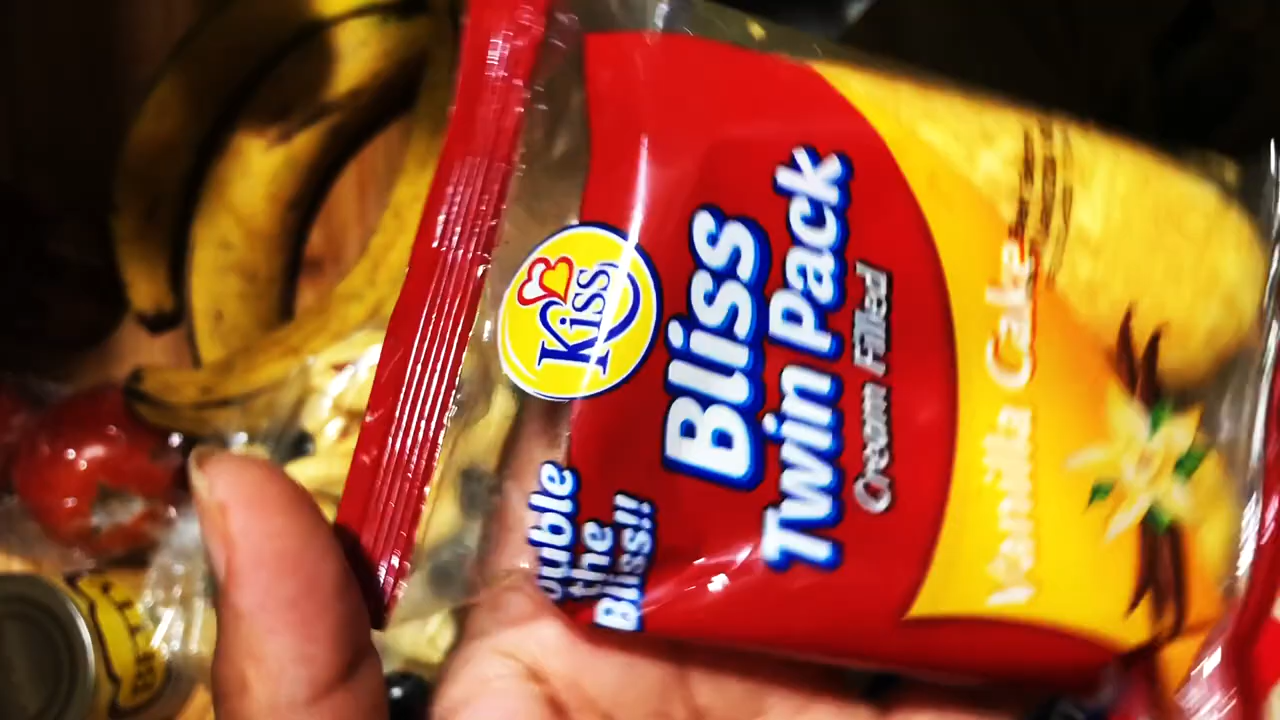 Kiss
Bliss
Twin Pack
Cream Filled
Vanilla Cake
the
Bliss!!